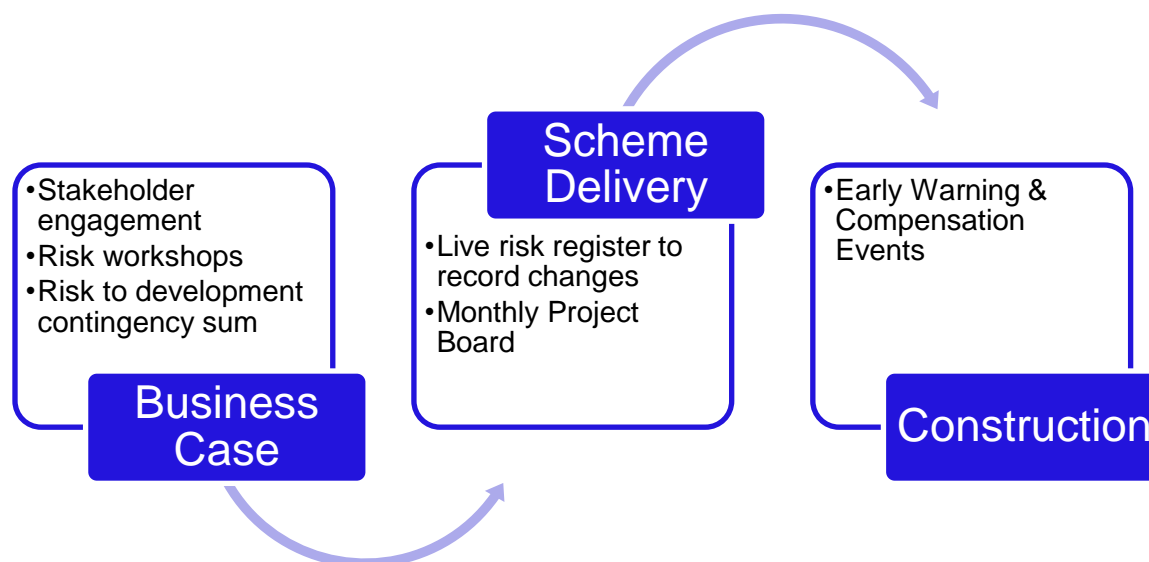 •Stakeholder
engagement
•Risk workshops
•Risk to development
contingency sum
Business
Case
Scheme
Delivery
•Live risk register to
record changes
•Monthly Project
Board
•Early Warning &
Compensation
Events
Construction